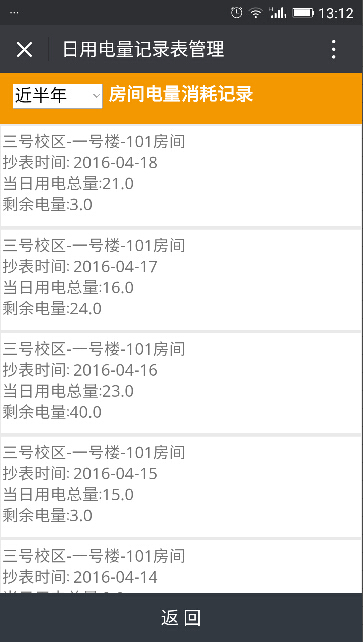 13:12
日用电量记录表管理
近半年 房间电量消耗记录
三号校区-一号楼-101房间
抄表时间: 2016-04-18
当日用电总量:21.0
剩余电量:3.0
三号校区-一号楼-101房间
抄表时间: 2016-04-17
当日用电总量:16.0
剩余电量:24.0
三号校区-一号楼-101房间
抄表时间: 2016-04-16
当日用电总量:23.0
剩余电量:40.0
三号校区-一号楼-101房间
抄表时间: 2016-04-15
当日用电总量:15.0
剩余电量:3.0
三号校区-一号楼-101房间
抄表时间: 2016-04-14
返 回